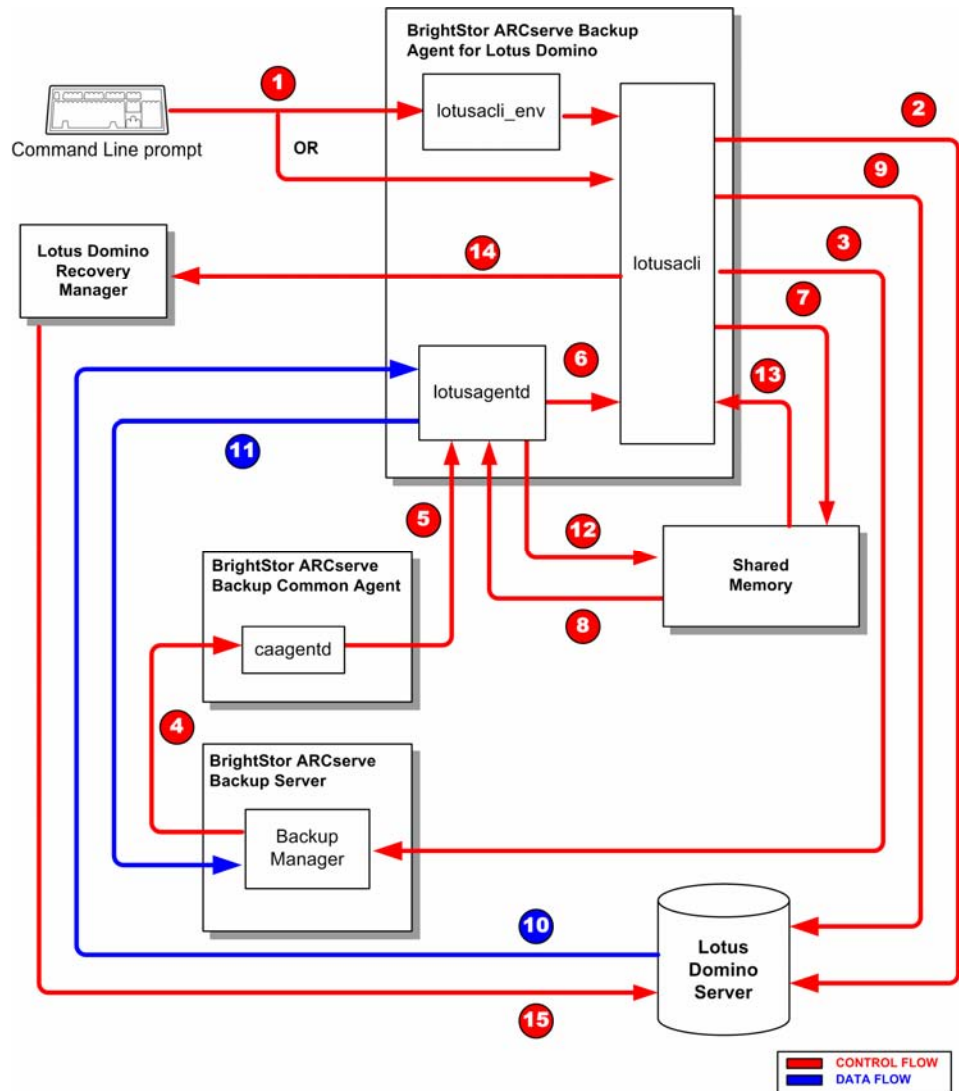 BrightStor ARCserve Backup
Agent for Lotus Domino
1
2
lotusacli_env
Command Line prompt
OR
9
3
Lotus Domino
Recovery
Manager
14
lotusacli
7
6
13
lotusagentd
11
5
12
Shared
Memory
BrightStor ARCserve
Backup Common Agent
8
caagentd
4
BrightStor ARCserve
Backup Server
Backup
Manager
10
Lotus
Domino
Server
15
CONTROL FLOW
DATA FLOW